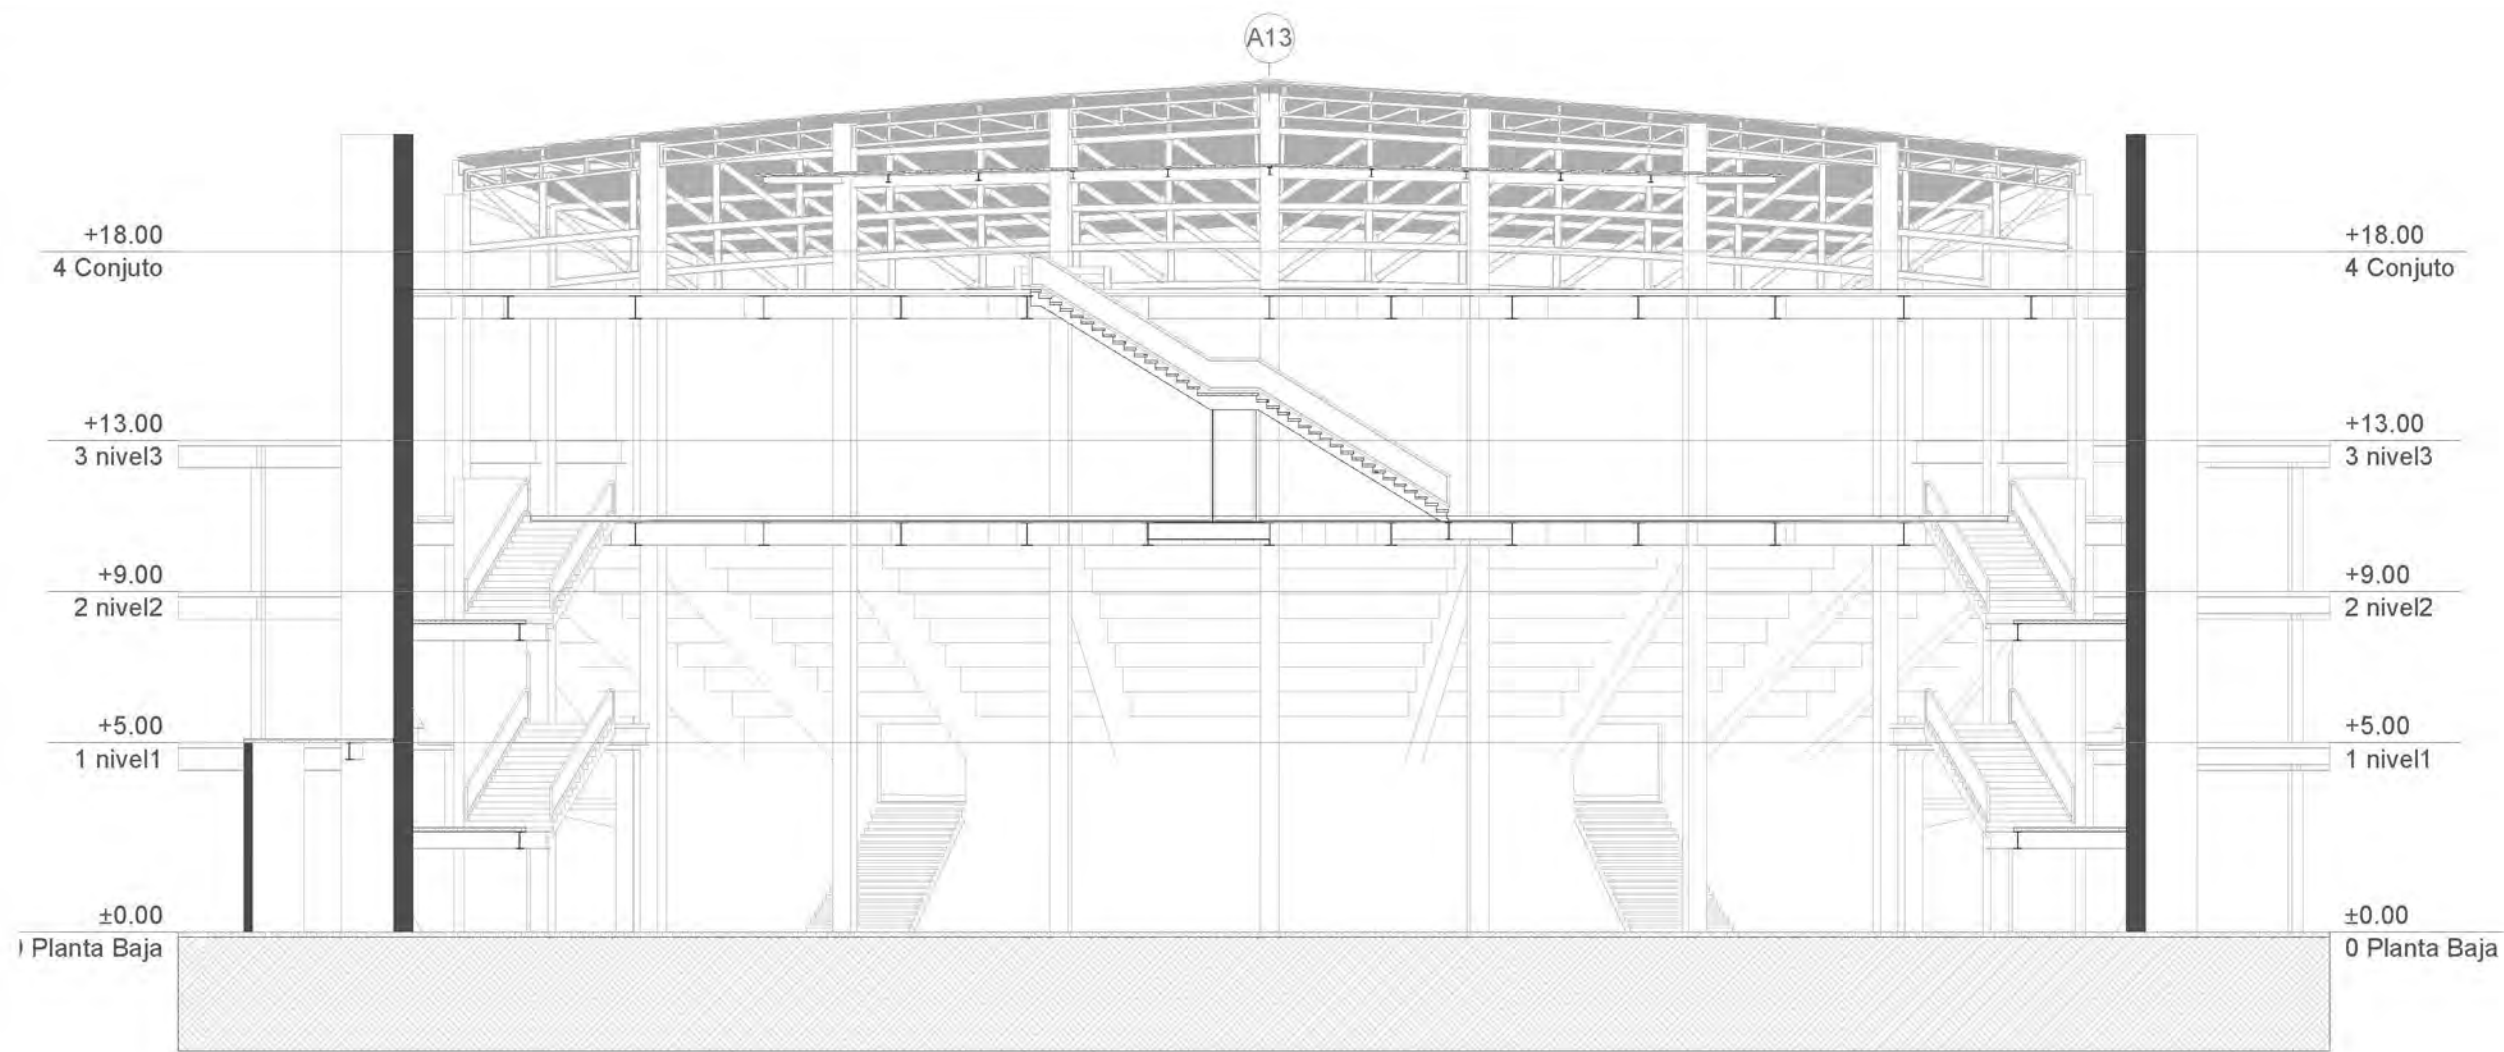 A13
+18.00
4 Conjuto
+18.00
4 Conjuto
+13.00
3 nivel3
+13.00
3 nivel3
+9.00
2 nivel2
+9.00
2 nivel2
+5.00
1 nivel1
+5.00
1 nivel1
±0.00
Planta Baja
±0.00
0 Planta Baja